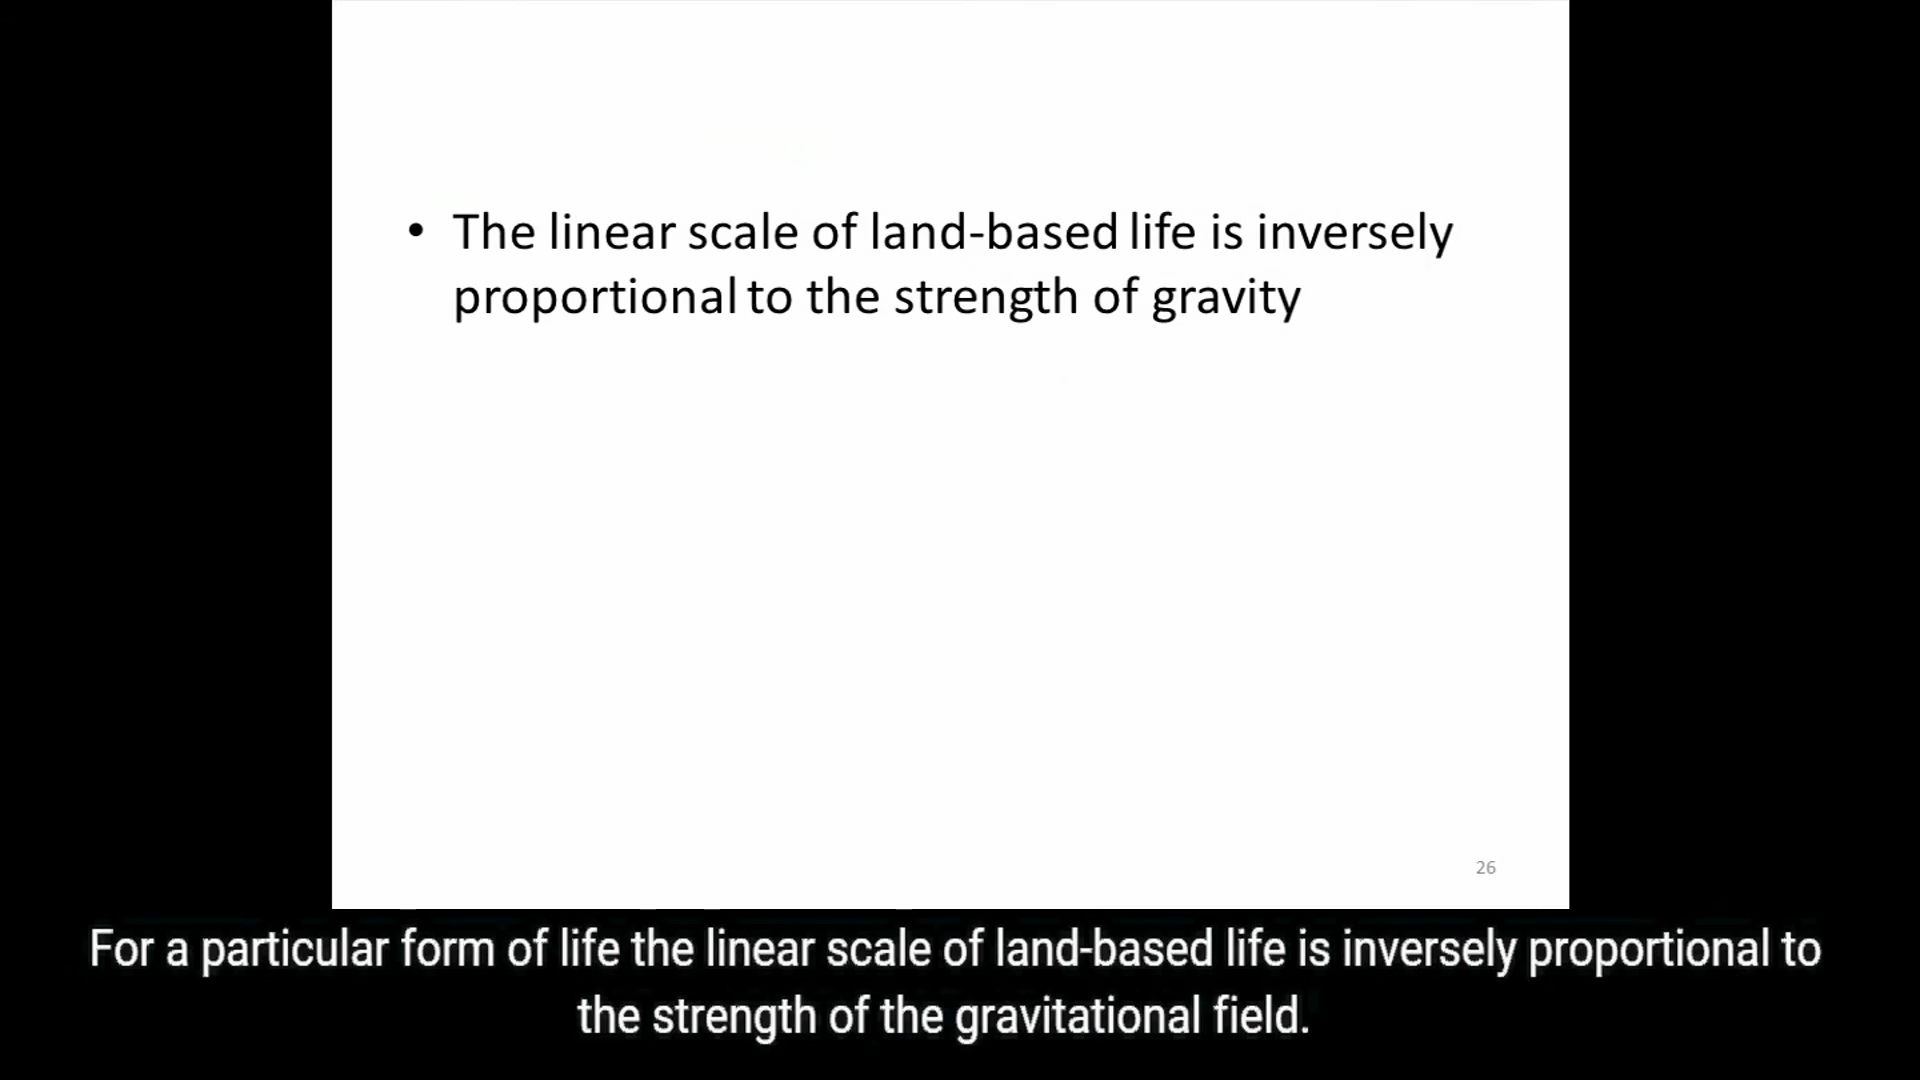 • The linear scale of land-based life is inversely
proportional to the strength of gravity
26
For a particular form of life the linear scale of land-based life is inversely proportional to
the strength of the gravitational field.